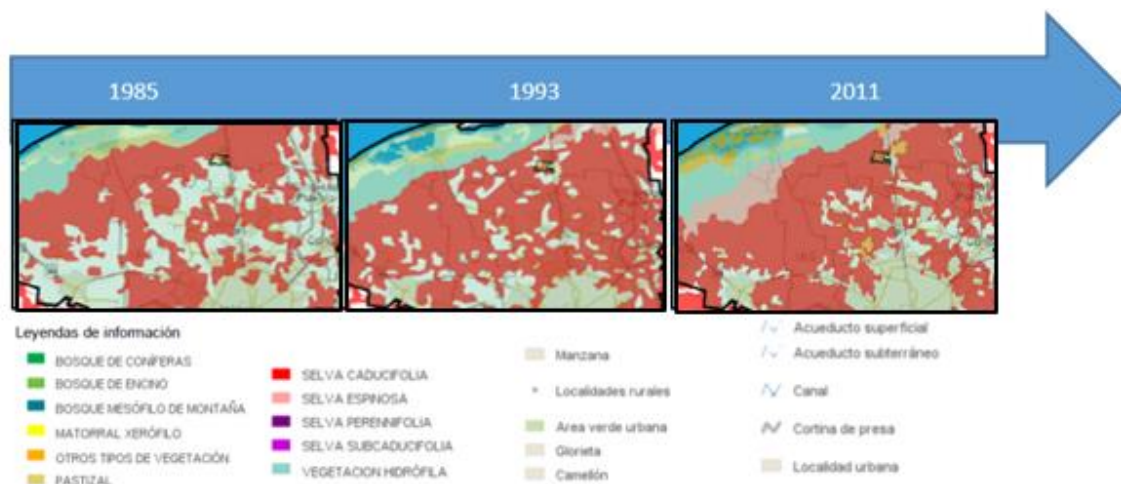 1985
1993
2011
Leyendas de información
BOSQUE DE CONÍFERAS
BOSQUE DE ENCINO
BOSQUE MESÓFILO DE MONTAÑA
MATORRAL XERÓFILO
OTROS TIPOS DE VEGETACIÓN
PASTIZAL
SELVA CADUCIFOLIA
SELVA ESPINOSA
SELVA PERENNIFOLIA
SELVA SUBCADUCIFOLIA
VEGETACION HIDRÓFILA
Manzana
Localidades rurales
Area verde urbana
Glorieta
Camellón
Acueducto superficial
Acueducto subterráneo
Canal
Cortina de presa
Localidad urbana